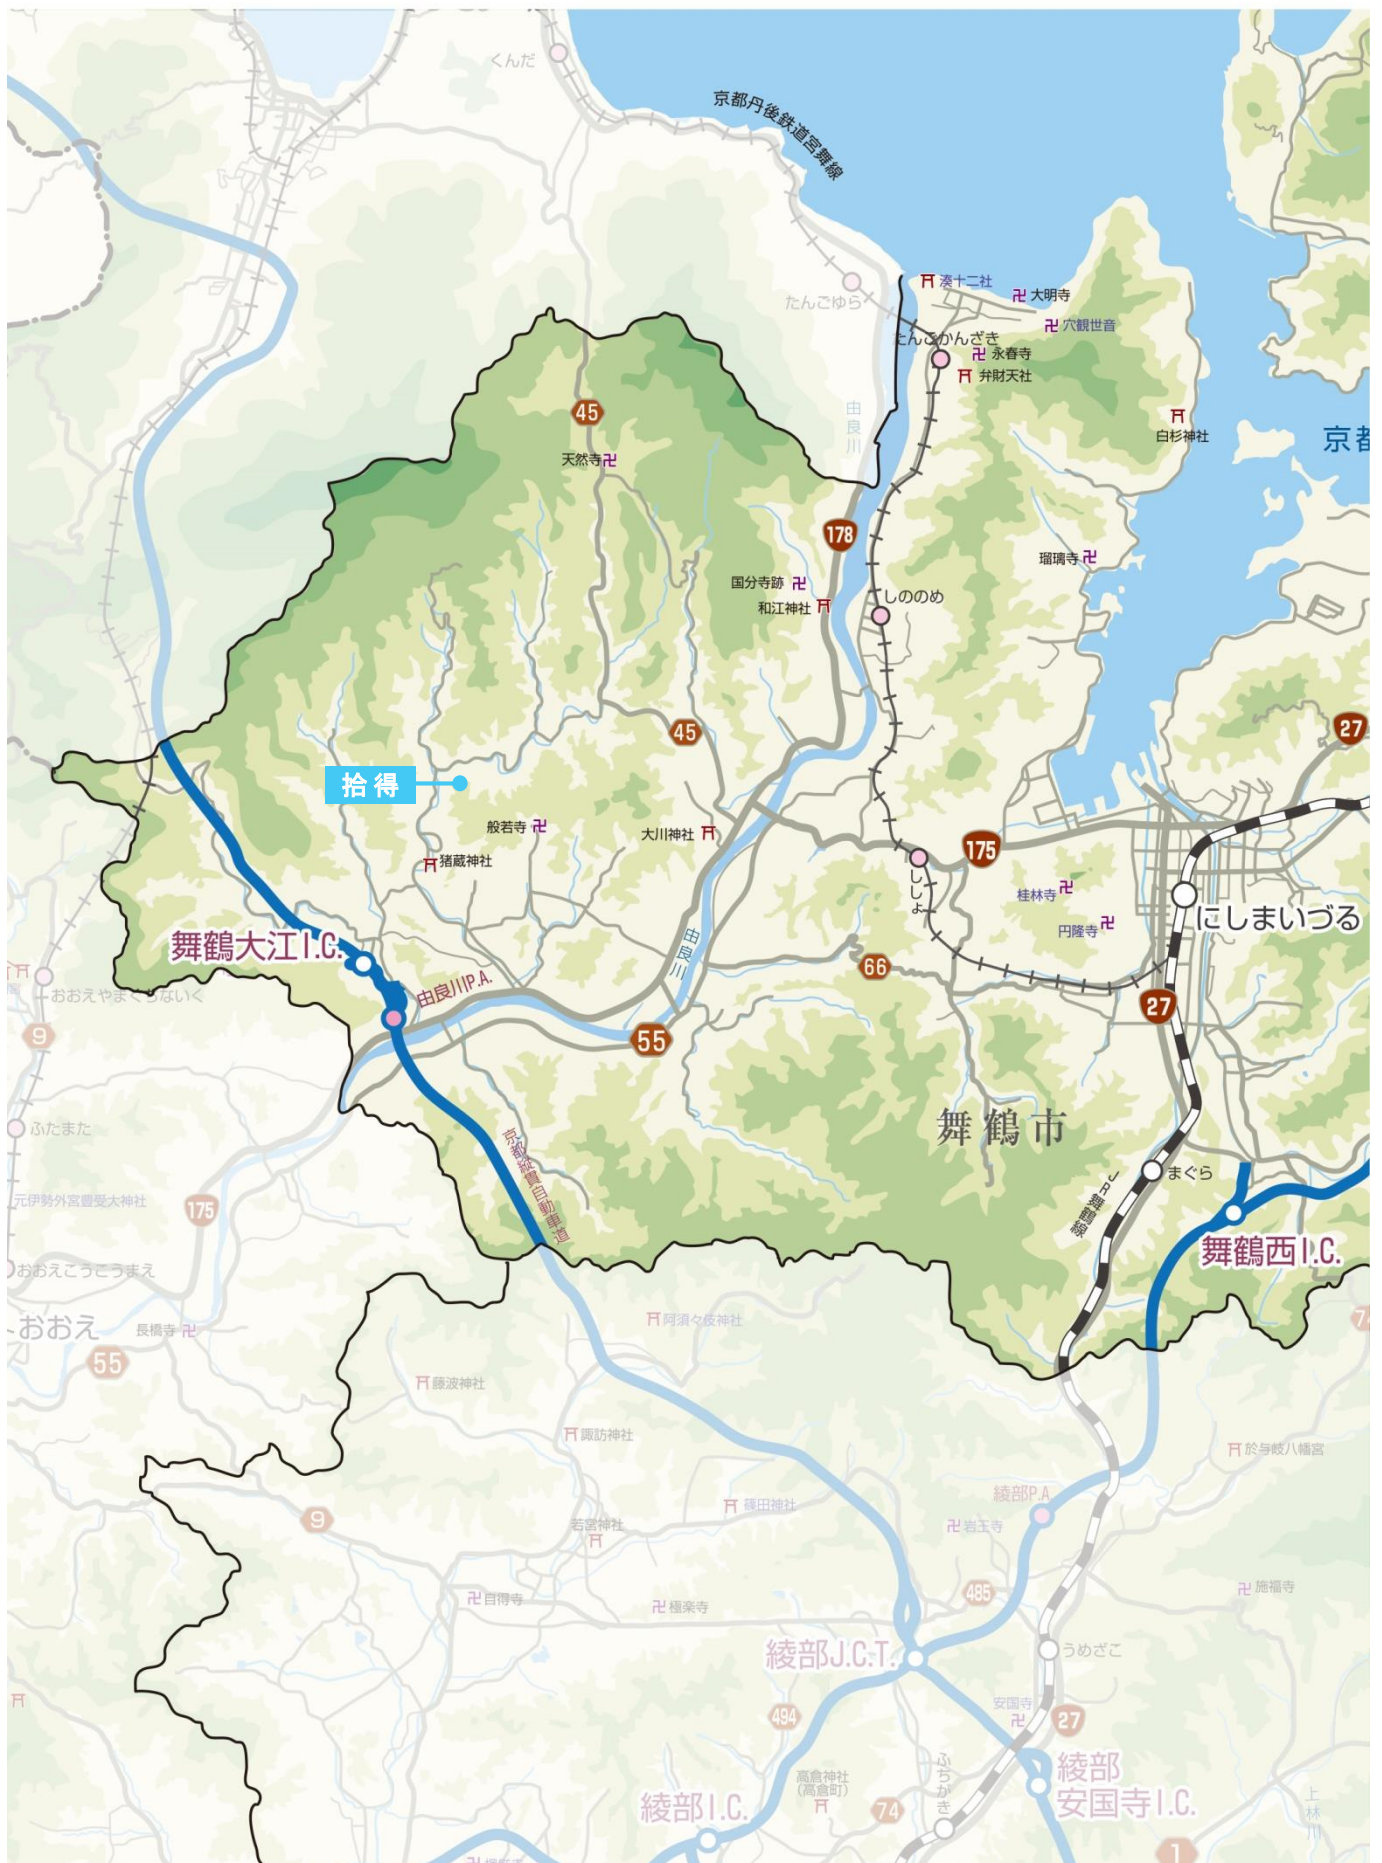 くんだ
京都丹後鉄道宮舞線
たんごゆら
湊十二社
大明寺
穴観世音
たんごかんざき
永春寺
弁財天社
由良川
45
白杉神社
京都
天然寺
178
瑠璃寺
国分寺跡
和江神社
しののめ
45
27
拾得
般若寺
大川神社
猪蔵神社
175
ししょ
桂林寺
円隆寺
にしまいづる
舞鶴大江I.C.
由良川
66
由良川P.A.
おおえやまぐちないく
27
9
55
舞鶴市
ふたまた
京都縦貫自動車道
JR舞鶴線
まぐら
元伊勢外宮豊受大神社
175
舞鶴西I.C.
おおえこうこうまえ
おおえ
長橋寺
阿須々伎神社
74
55
藤波神社
諏訪神社
於与岐八幡宮
綾部P.A
篠田神社
9
若宮神社
岩王寺
485
自得寺
極楽寺
施福寺
綾部J.C.T.
うめざこ
安国寺
494
27
綾部
安国寺I.C.
高倉神社
(高倉町)
ふちがき
綾部I.C.
74
上林川
1